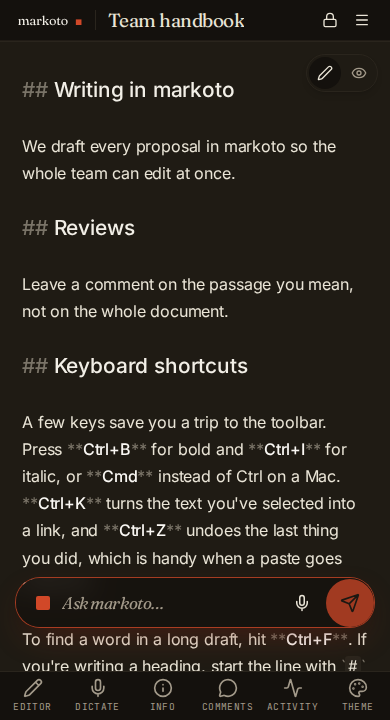 markoto
Team handbook
## Writing in markoto
We draft every proposal in markoto so the
whole team can edit at once.
## Reviews
Leave a comment on the passage you mean,
not on the whole document.
## Keyboard shortcuts
A few keys save you a trip to the toolbar.
Press **Ctrl+B** for bold and **Ctrl+I** for
italic, or **Cmd** instead of Ctrl on a Mac.
**Ctrl+K** turns the text you've selected into
a link, and **Ctrl+Z** undoes the last thing
you did, which is handy when a paste goes
Ask markoto...
To find a word in a long draft, hit **Ctrl+F**. If
you're writing a heading, start the line with `#`
EDITOR DICTATE INFO COMMENTS ACTIVITY THEME